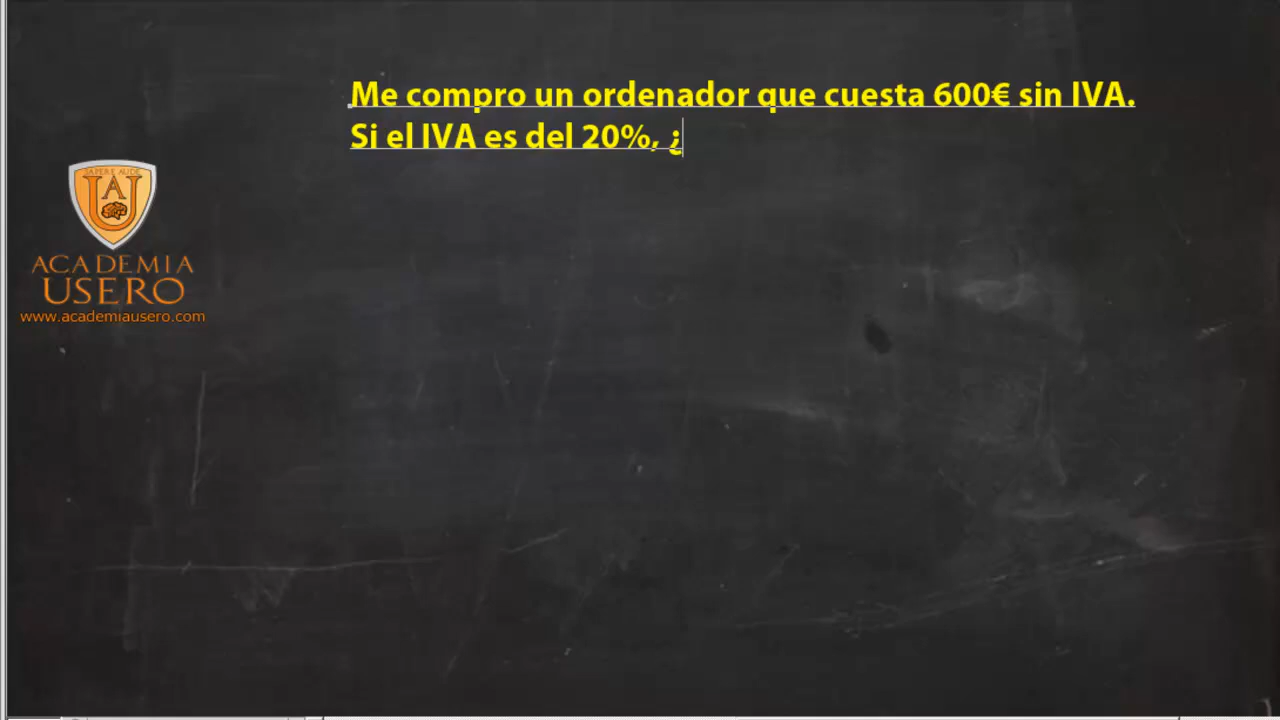 Me compro un ordenador que cuesta 600€ sin IVA.
Si el IVA es del 20%, ¿
SAPERE AUDE
UA
ACADEMIA
USERO
www.academiausero.com